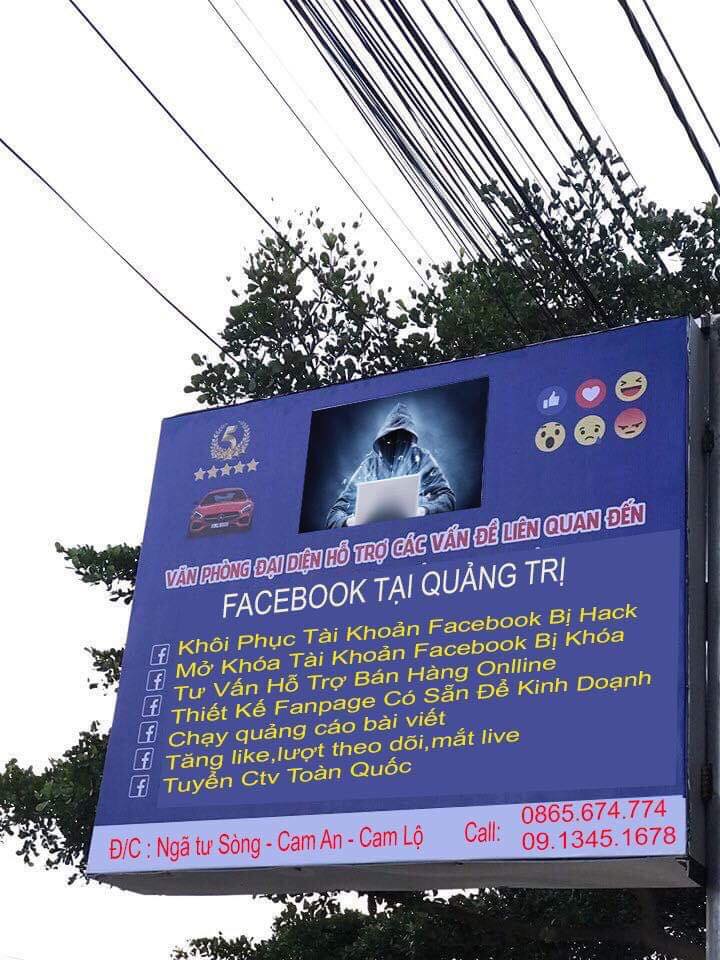 5
VĂN PHÒNG ĐẠI DIỆN HỖ TRỢ CÁC VẤN ĐỀ LIÊN QUAN ĐẾN
FACEBOOK TẠI QUẢNG TRỊ
Khôi Phục Tài Khoản Facebook Bị Hack
Mở Khóa Tài Khoản Facebook Bị Khóa
Tư Vấn Hỗ Trợ Bán Hàng Onlline
Thiết Kế Fanpage Có Sẵn Để Kinh Doạnh
Chạy quảng cáo bài viết
Tăng like,lượt theo dõi,mắt live
Tuyển Ctv Toàn Quốc
Đ/C : Ngã tư Sòng - Cam An - Cam Lộ
Call: 0865.674.774
09.1345.1678